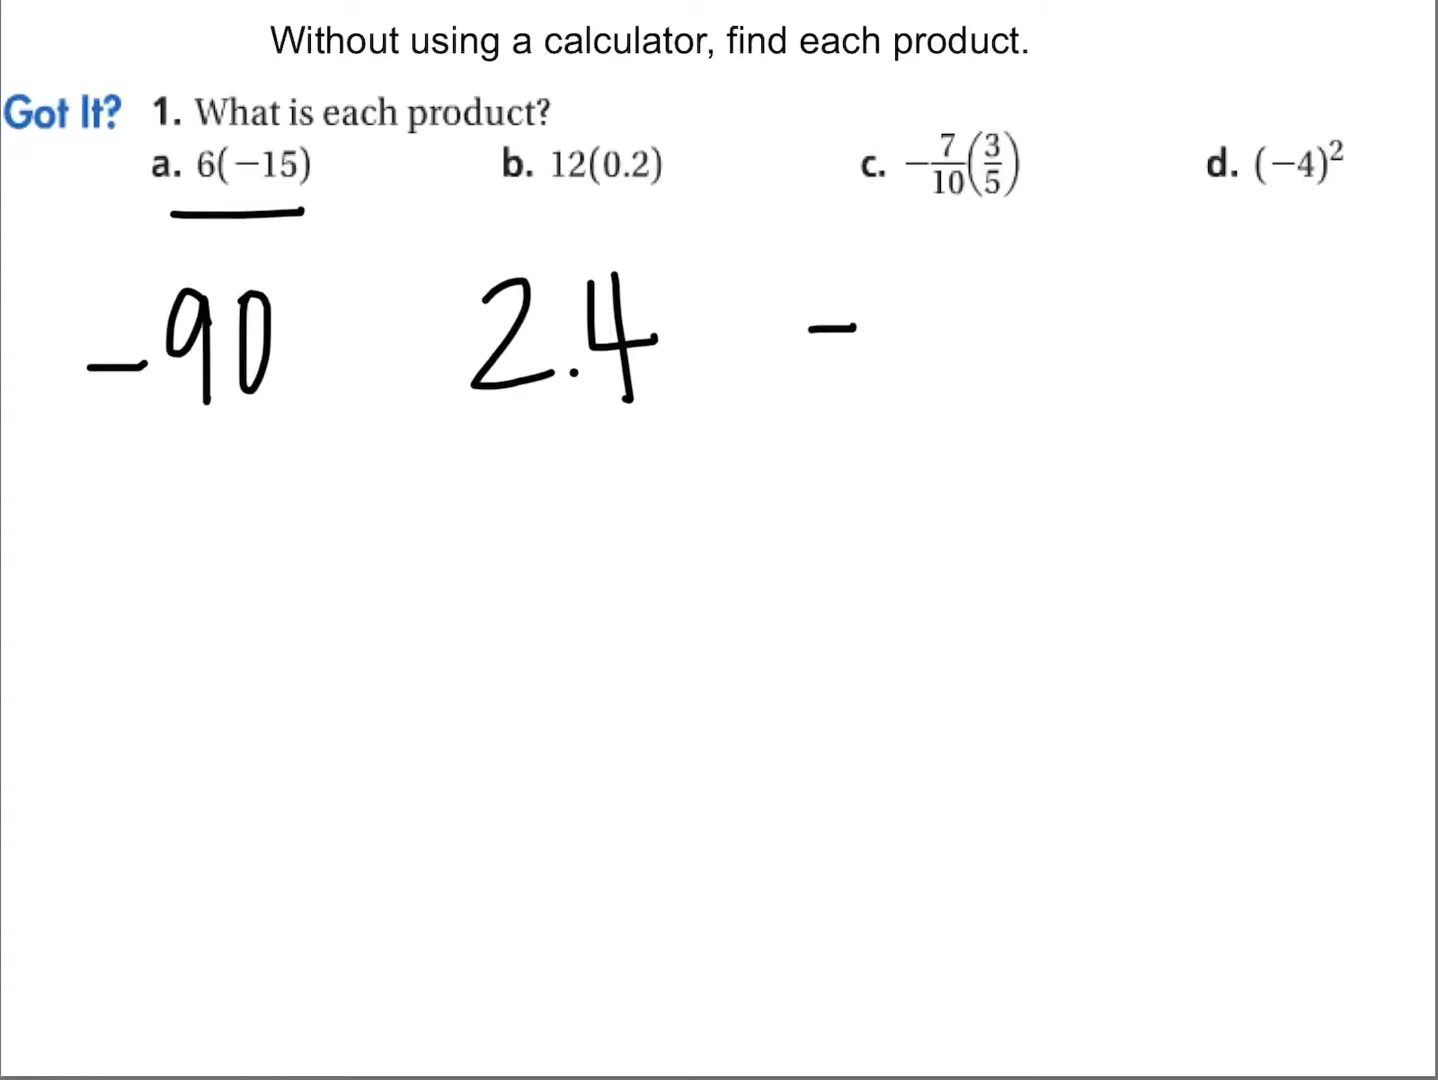 Without using a calculator, find each product.
Got It? 1. What is each product?
a. 6(−15) b. 12(0.2) c. −7/10(3/5) d. (−4)²
−90 2.4 −